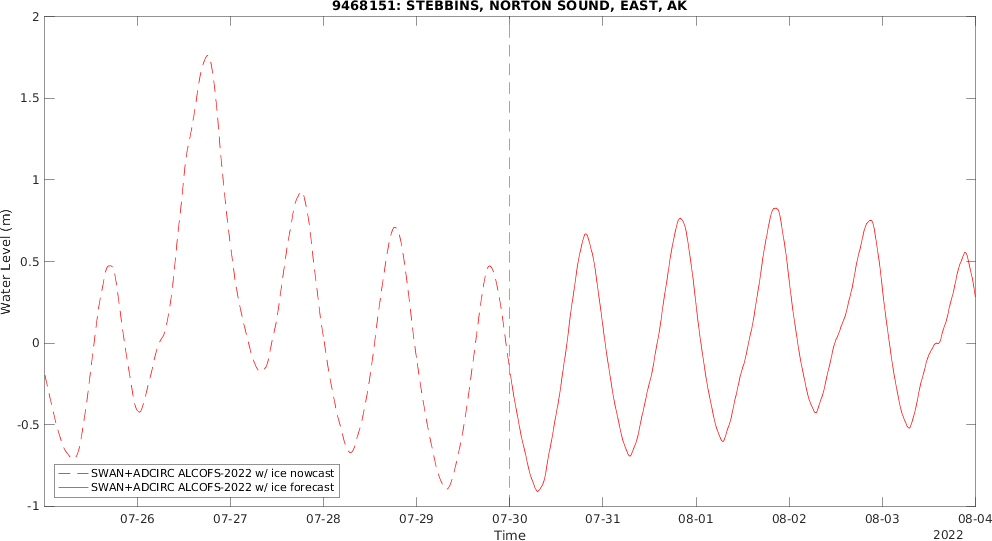 9468151: STEBBINS, NORTON SOUND, EAST, AK
2
1.5
1
0.5
0
-0.5
-1
Water Level (m)
SWAN+ADCIRC ALCOFS-2022 w/ ice nowcast
SWAN+ADCIRC ALCOFS-2022 w/ ice forecast
07-26 07-27 07-28 07-29 07-30 07-31 08-01 08-02 08-03 08-04
Time
2022